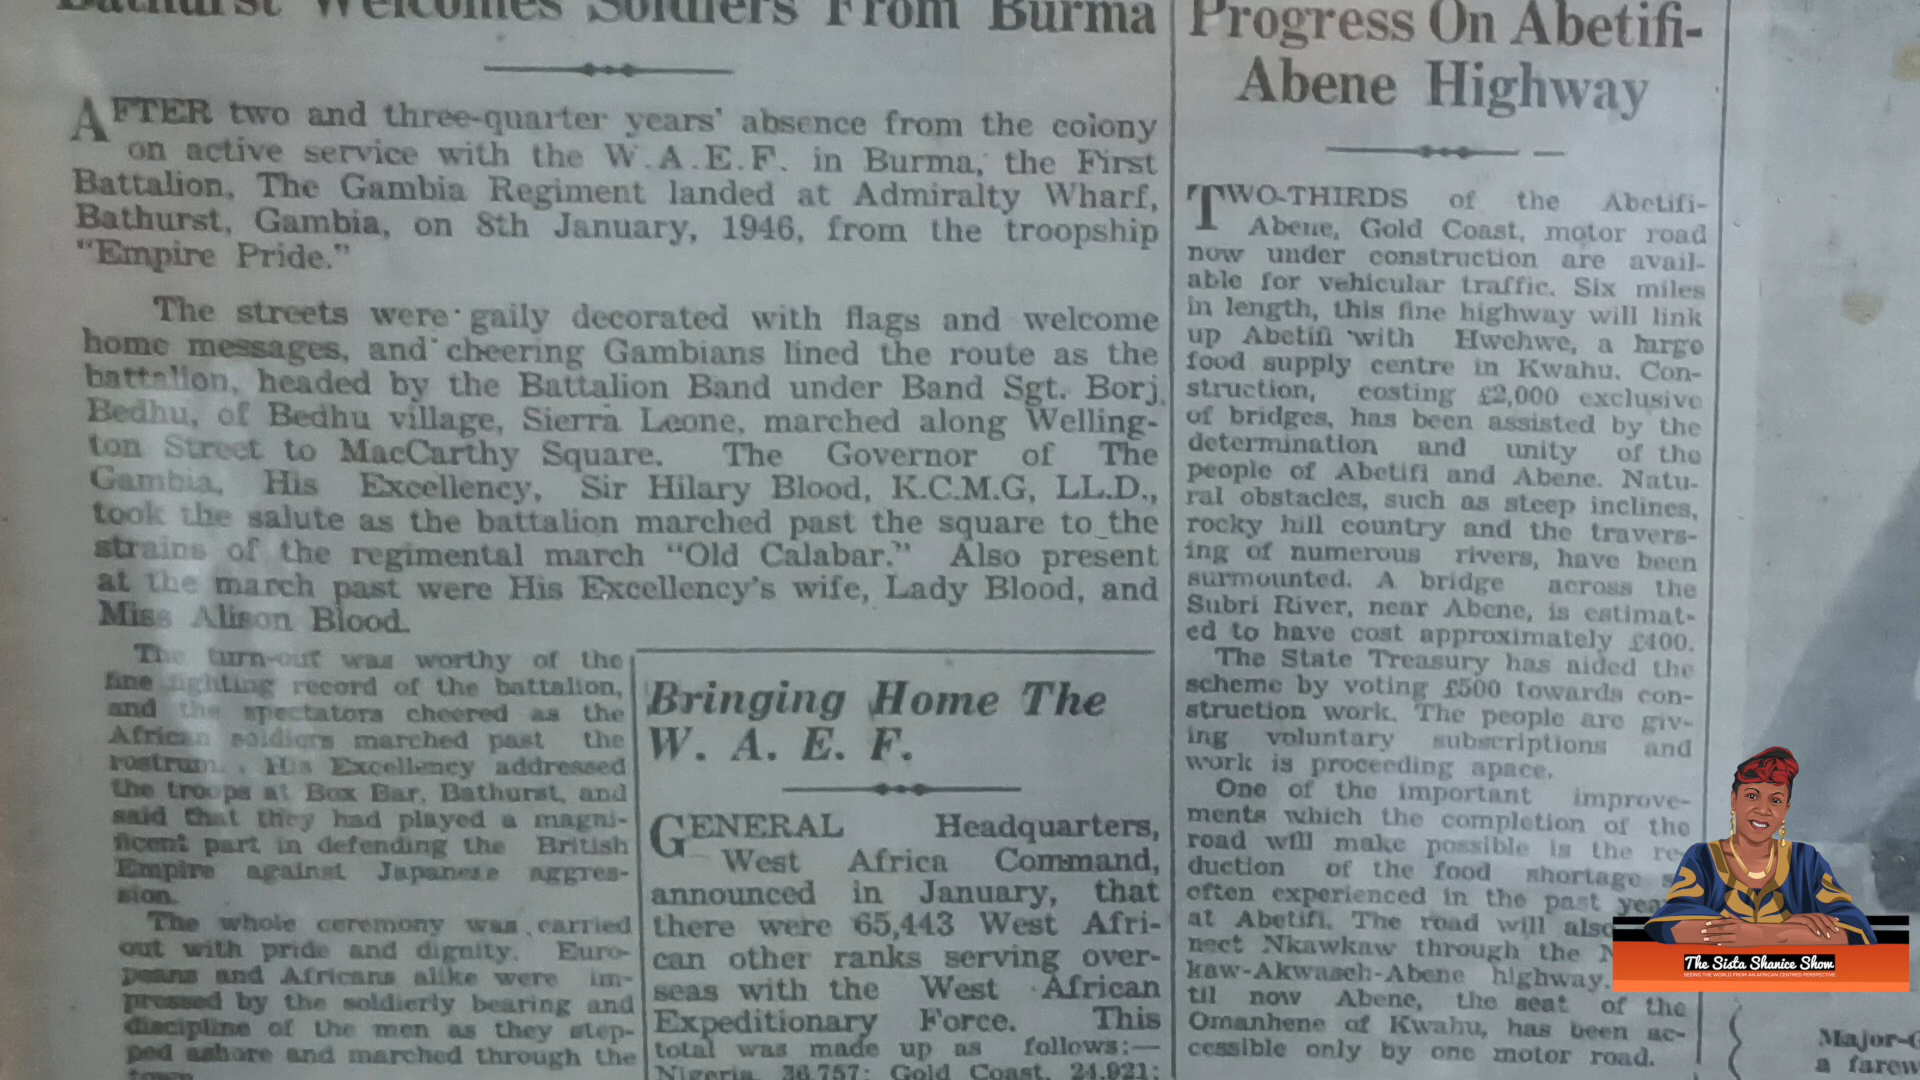 Bathurst Welcomes Soldiers From Burma
AFTER two and three-quarter years' absence from the colony
on active service with the W.A.E.F. in Burma, the First
Battalion, The Gambia Regiment landed at Admiralty Wharf,
Bathurst, Gambia, on 8th January, 1946, from the troopship
"Empire Pride."
The streets were gaily decorated with flags and welcome
home messages, and cheering Gambians lined the route as the
battalion, headed by the Battalion Band under Band Sgt. Borj
Bedhu, of Bedhu village, Sierra Leone, marched along Welling-
ton Street to MacCarthy Square. The Governor of The
Gambia, His Excellency, Sir Hilary Blood, K.C.M.G, LL.D.,
took the salute as the battalion marched past the square to the
strains of the regimental march "Old Calabar." Also present
at the march past were His Excellency's wife, Lady Blood, and
Miss Alison Blood.
The turn-out was worthy of the
fine fighting record of the battalion,
and the spectators cheered as the
African soldiers marched past the
rostrum. His Excellency addressed
the troops at Box Bar, Bathurst, and
said that they had played a magni-
ficent part in defending the British
Empire against Japanese aggres-
sion.
The whole ceremony was carried
out with pride and dignity. Euro-
peans and Africans alike were im-
pressed by the soldierly bearing and
discipline of the men as they step-
ped ashore and marched through the
town.
Bringing Home The
W. A. E. F.
GENERAL Headquarters,
West Africa Command,
announced in January, that
there were 65,443 West Afri-
can other ranks serving over-
seas with the West African
Expeditionary Force. This
total was made up as follows:—
Nigeria, 36,757; Gold Coast, 24,921;
Progress On Abetifi-
Abene Highway
TWO-THIRDS of the Abetifi-
Abene, Gold Coast, motor road
now under construction are avail-
able for vehicular traffic. Six miles
in length, this fine highway will link
up Abetifi with Hwehwe, a large
food supply centre in Kwahu. Con-
struction, costing £2,000 exclusive
of bridges, has been assisted by the
determination and unity of the
people of Abetifi and Abene. Natu-
ral obstacles, such as steep inclines,
rocky hill country and the travers-
ing of numerous rivers, have been
surmounted. A bridge across the
Subri River, near Abene, is estimat-
ed to have cost approximately £400.
The State Treasury has aided the
scheme by voting £500 towards con-
struction work. The people are giv-
ing voluntary subscriptions and
work is proceeding apace.
One of the important improve-
ments which the completion of the
road will make possible is the re-
duction of the food shortage
often experienced in the past
at Abetifi. The road will also
nect Nkawkaw through the
kaw-Akwaseh-Abene highway.
til now Abene, the seat of the
Omanhene of Kwahu, has been ac-
cessible only by one motor road.
The Sista Shanice Show
SEEING THE WORLD FROM AN AFRICAN CENTRED PERSPECTIVE
Major-G
a farew